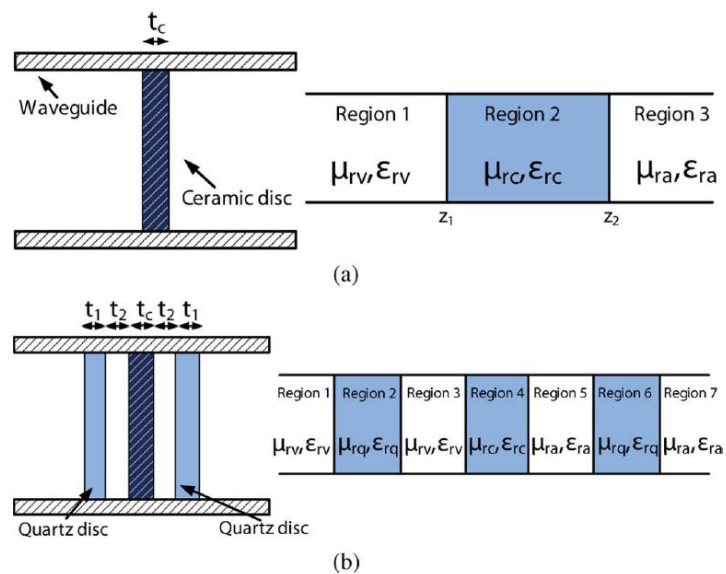 t_c
Waveguide
Ceramic disc
Region 1 Region 2 Region 3
μ_rv,ε_rv μ_rc,ε_rc μ_ra,ε_ra
z_1 z_2
(a)
t_1 t_2 t_c t_2 t_1
Region 1 Region 2 Region 3 Region 4 Region 5 Region 6 Region 7
μ_rv,ε_rv μ_rq,ε_rq μ_rv,ε_rv μ_rc,ε_rc μ_ra,ε_ra μ_rq,ε_rq μ_ra,ε_ra
Quartz disc Quartz disc
(b)